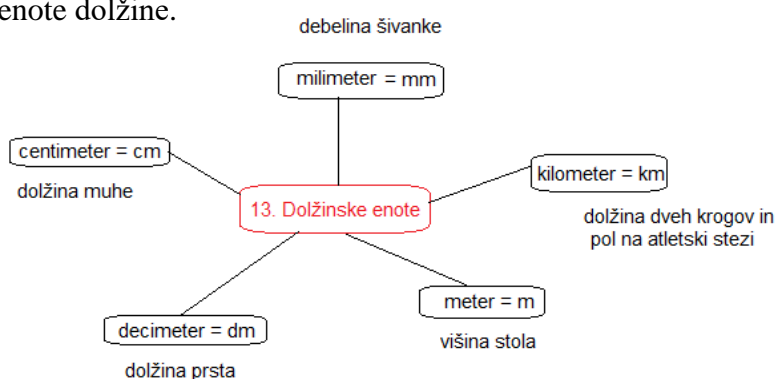 enote dolžine.
debelina šivanke
milimeter = mm
centimeter = cm
dolžina muhe
kilometer = km
13. Dolžinske enote
dolžina dveh krogov in
pol na atletski stezi
meter = m
višina stola
decimeter = dm
dolžina prsta